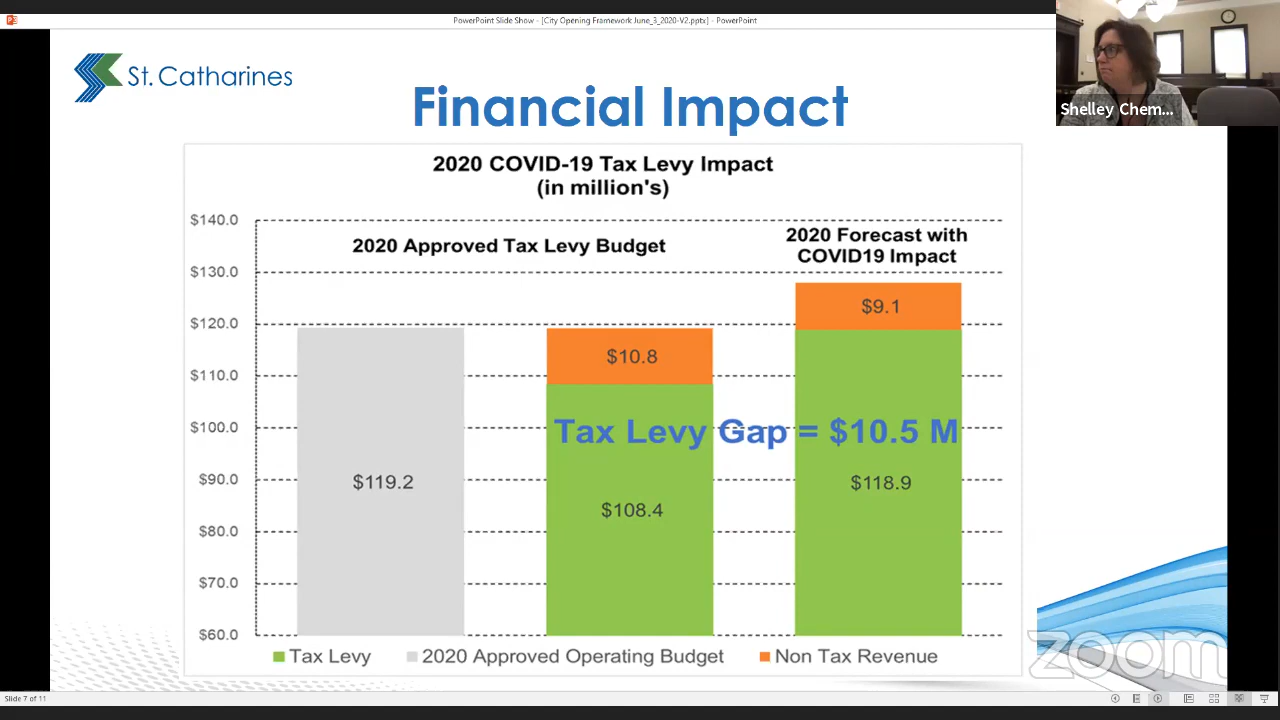 PowerPoint Slide Show - [City Opening Framework June_3_2020-V2.pptx] - PowerPoint
St. Catharines
Financial Impact
Shelley Chem...
2020 COVID-19 Tax Levy Impact
(in million's)
$140.0
$130.0
$120.0
$110.0
$100.0
$90.0
$80.0
$70.0
$60.0
2020 Approved Tax Levy Budget
2020 Forecast with
COVID19 Impact
$119.2
$10.8
$108.4
$9.1
$118.9
Tax Levy Gap = $10.5 M
Tax Levy
2020 Approved Operating Budget
Non Tax Revenue
zoom
Slide 7 of 11